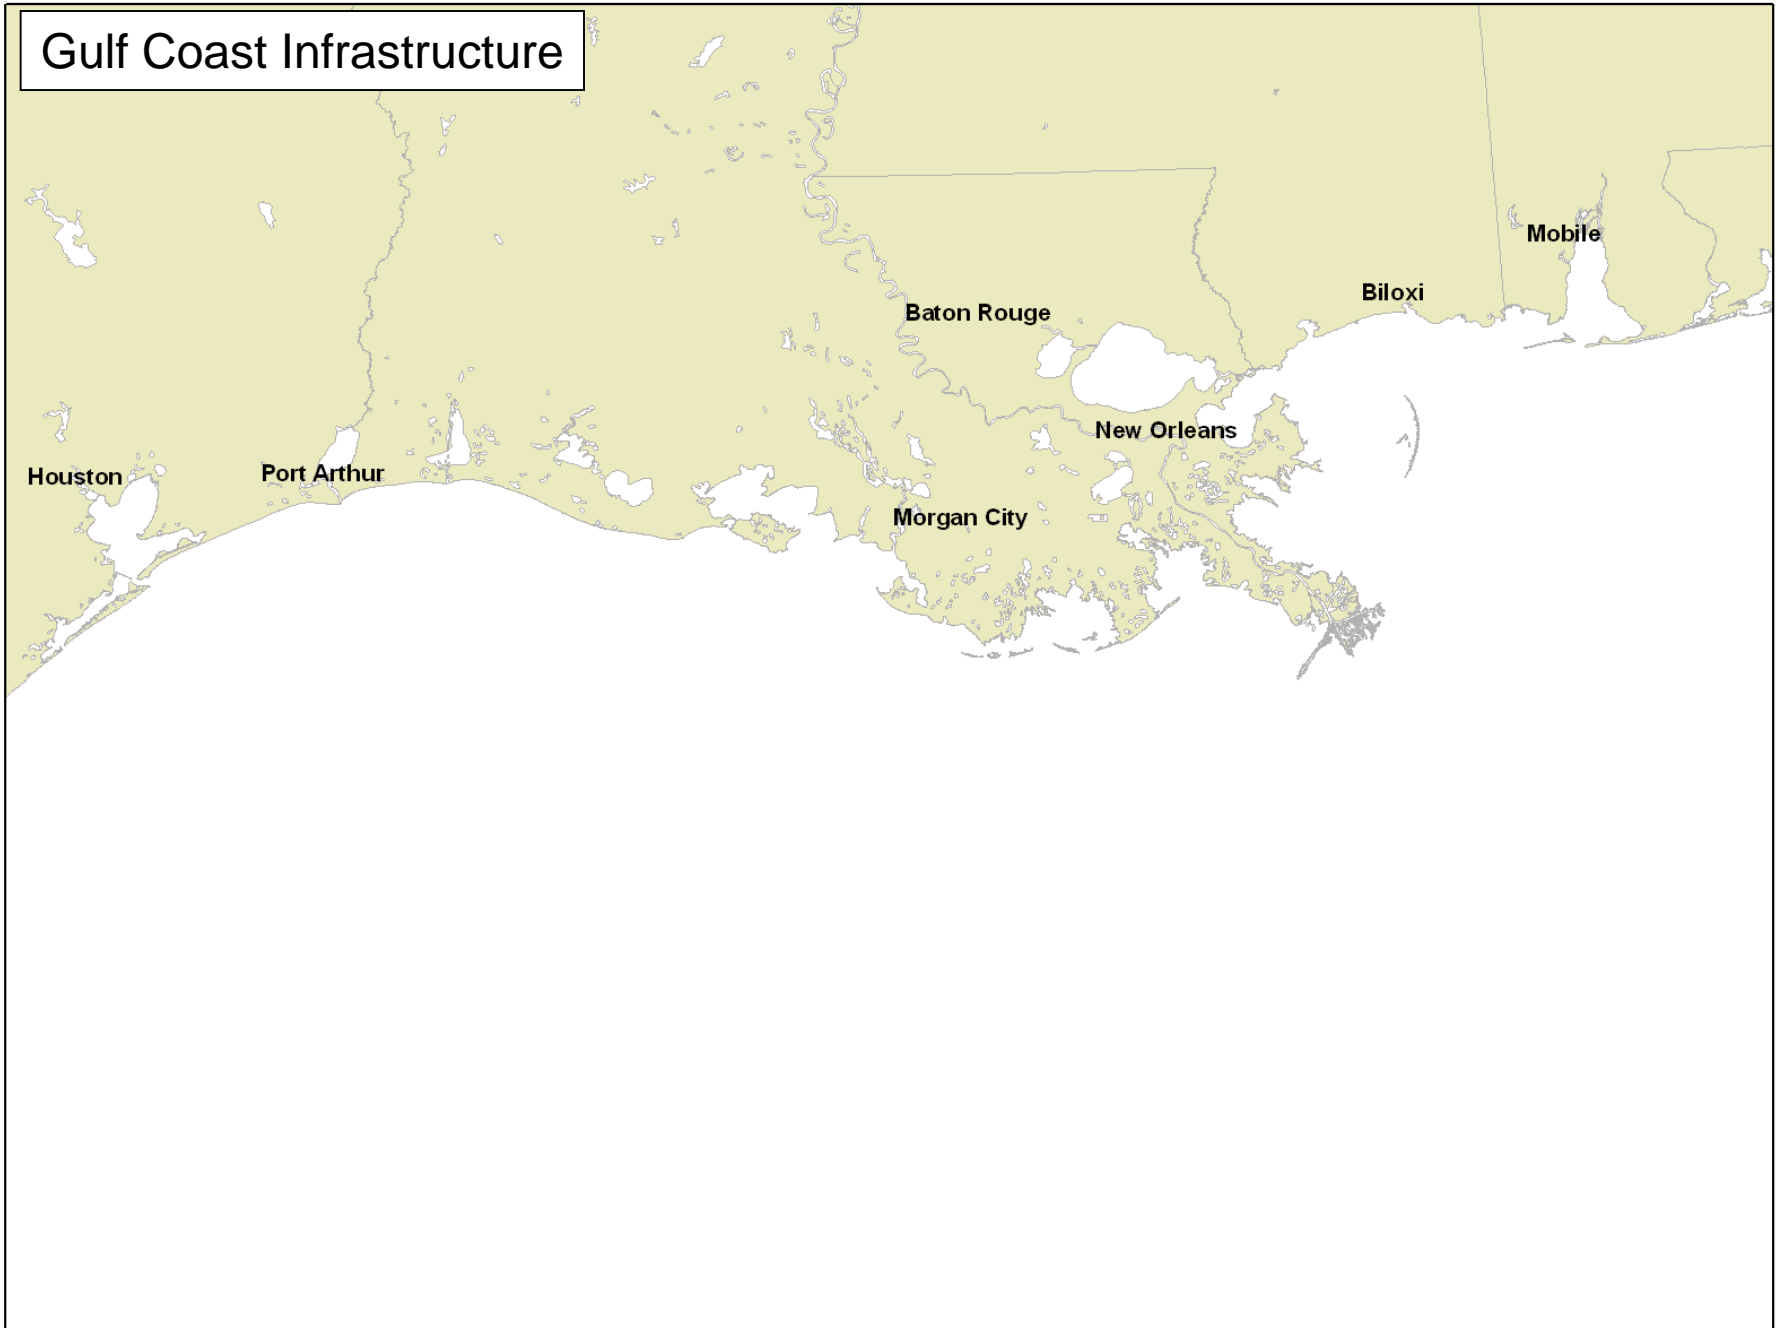 Gulf Coast Infrastructure
Mobile
Biloxi
Baton Rouge
New Orleans
Houston
Port Arthur
Morgan City